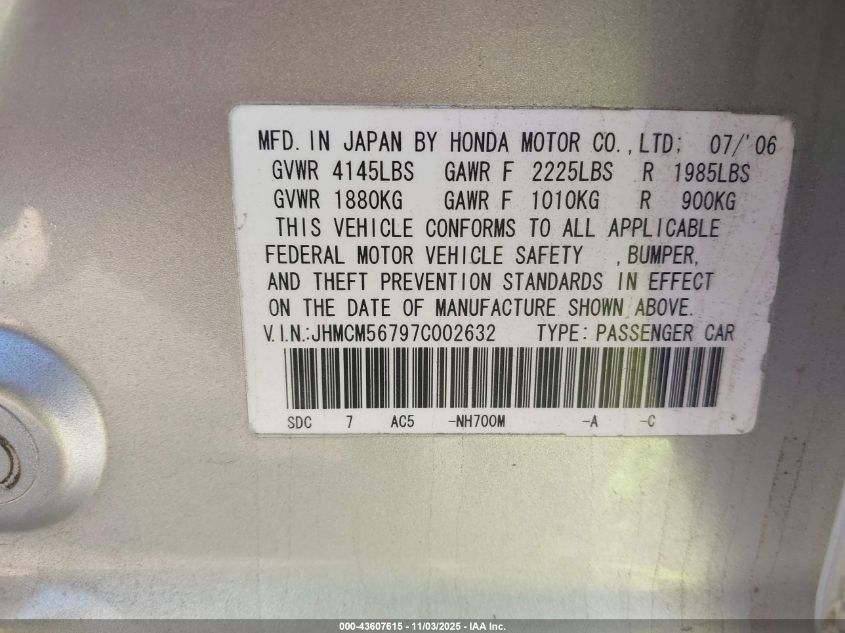 MFD. IN JAPAN BY HONDA MOTOR CO., LTD; 07/'06
GVWR 4145LBS GAWR F 2225LBS R 1985LBS
GVWR 1880KG GAWR F 1010KG R 900KG
THIS VEHICLE CONFORMS TO ALL APPLICABLE
FEDERAL MOTOR VEHICLE SAFETY , BUMPER,
AND THEFT PREVENTION STANDARDS IN EFFECT
ON THE DATE OF MANUFACTURE SHOWN ABOVE.
V.I.N.:JHMCM56797C002632 TYPE: PASSENGER CAR
SDC 7 AC5 -NH700M -A -C
000-43607615 - 11/03/2025 - IAA Inc.